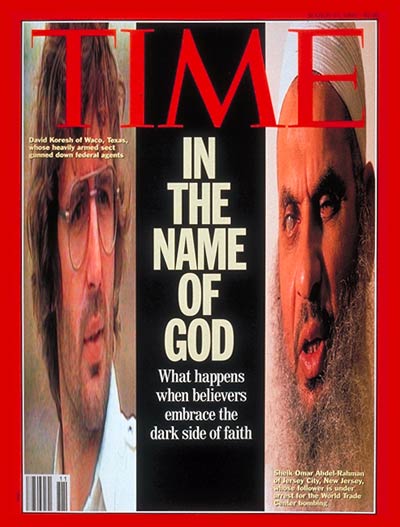 TIME
David Koresh of Waco, Texas,
whose heavily armed sect
gunned down federal agents
IN
THE
NAME
OF
GOD
What happens
when believers
embrace the
dark side of faith
Sheik Omar Abdel-Rahman
of Jersey City, New Jersey,
whose follower is under
arrest for the World Trade
Center bombing
11